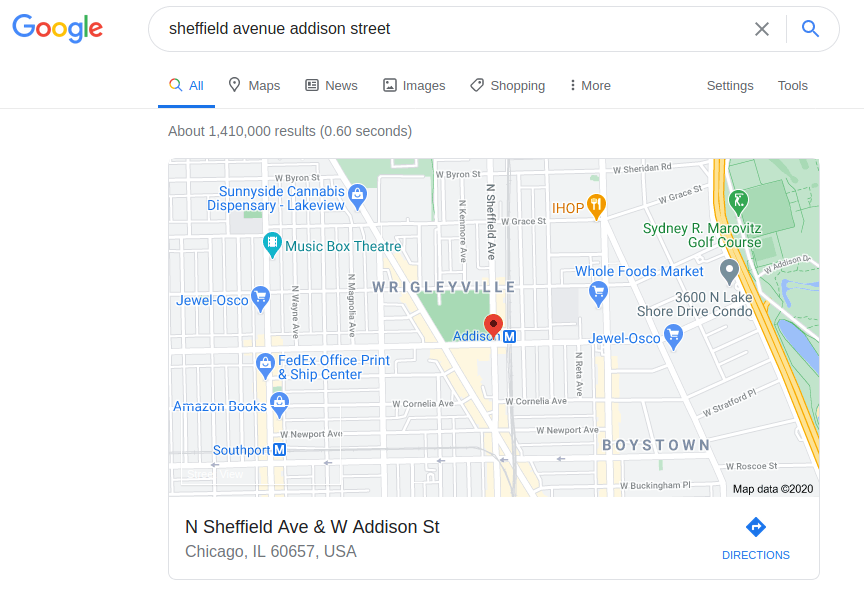 Google
sheffield avenue addison street
All
Maps
News
Images
Shopping
More
Settings
Tools
About 1,410,000 results (0.60 seconds)
W Byron St
W Byron St
W Sheridan Rd
Sunnyside Cannabis
Dispensary - Lakeview
N Kenmore Ave
N Sheffield Ave
IHOP
W Grace St
W Grace St
Sydney R. Marovitz
Golf Course
Music Box Theatre
W Addison Dr
WRIGLEYVILLE
Whole Foods Market
Jewel-Osco
N Wayne Ave
N Magnolia Ave
3600 N Lake
Shore Drive Condo
Addison
M
Jewel-Osco
FedEx Office Print
& Ship Center
N Reta Ave
Amazon Books
W Cornelia Ave
W Cornelia Ave
W Stratford Pl
W Newport Ave
W Newport Ave
BOYSTOWN
Southport
M
W Roscoe St
W Buckingham Pl
Map data ©2020
N Sheffield Ave & W Addison St
Chicago, IL 60657, USA
DIRECTIONS